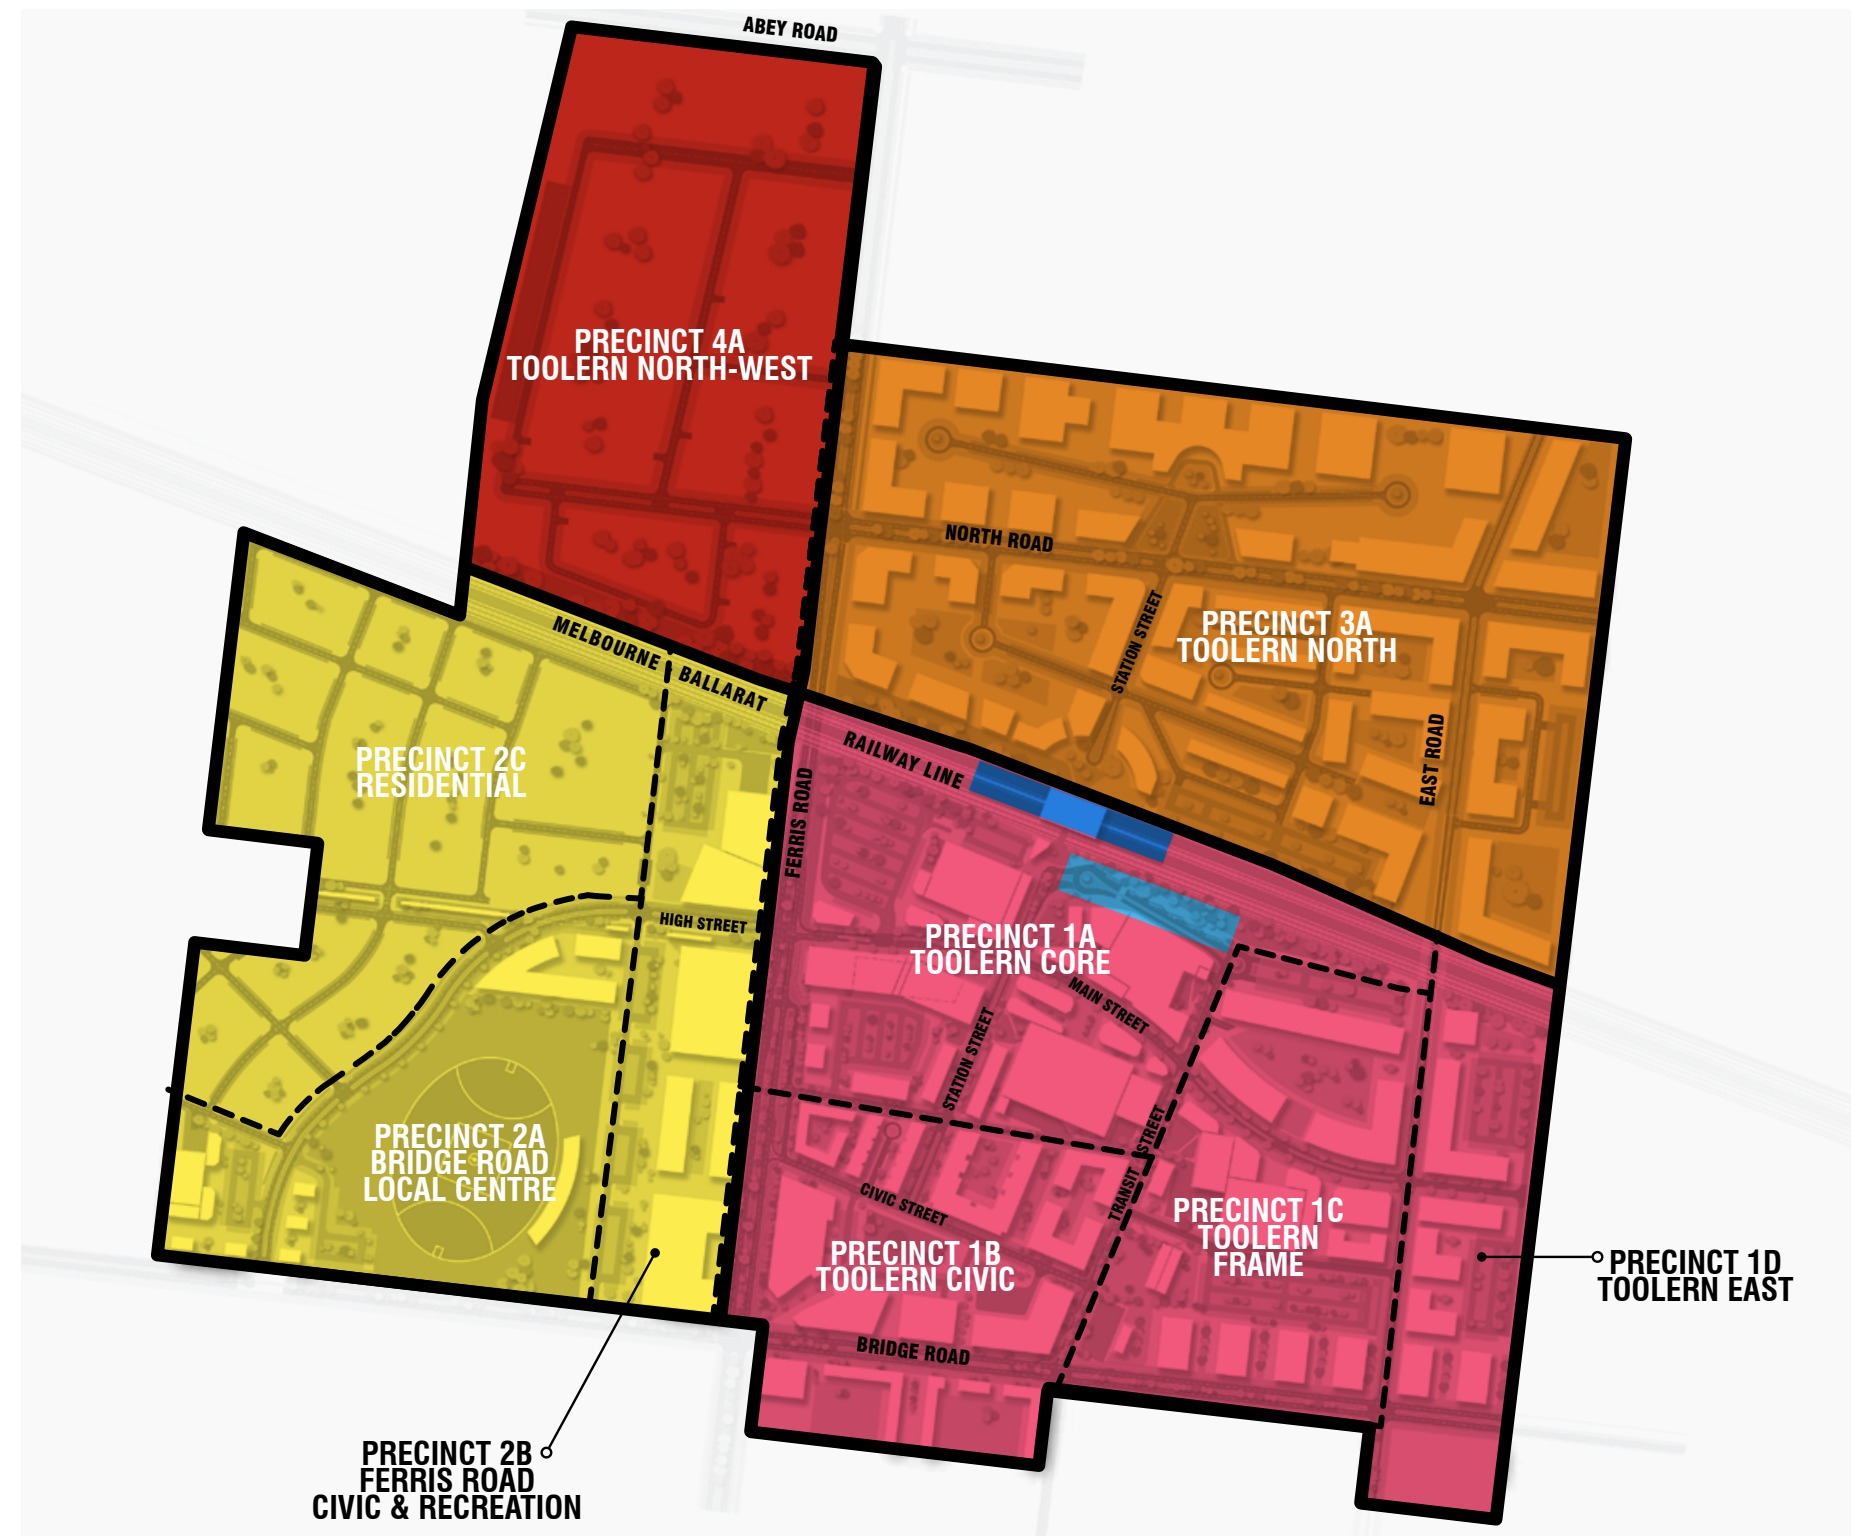 ABEY ROAD
PRECINCT 4A
TOOLERN NORTH-WEST
NORTH ROAD
STATION STREET
PRECINCT 3A
TOOLERN NORTH
EAST ROAD
MELBOURNE - BALLARAT
RAILWAY LINE
PRECINCT 2C
RESIDENTIAL
FERRIS ROAD
HIGH STREET
PRECINCT 1A
TOOLERN CORE
MAIN STREET
STATION STREET
PRECINCT 2A
BRIDGE ROAD
LOCAL CENTRE
TRANSIT STREET
CIVIC STREET
PRECINCT 1B
TOOLERN CIVIC
PRECINCT 1C
TOOLERN
FRAME
PRECINCT 1D
TOOLERN EAST
BRIDGE ROAD
PRECINCT 2B
FERRIS ROAD
CIVIC & RECREATION